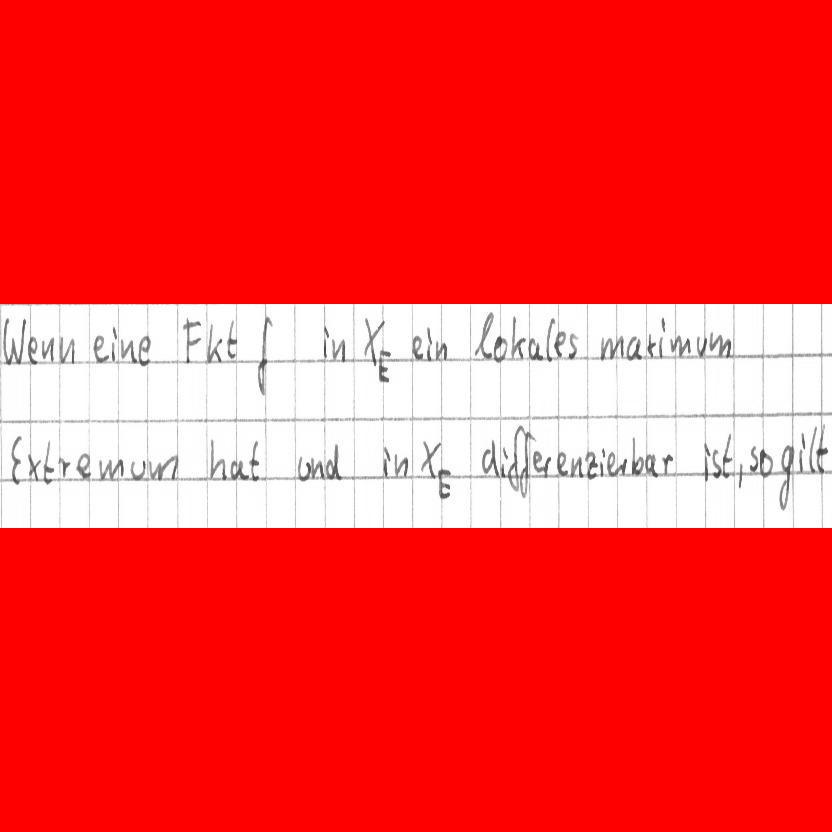 Wenn eine Fkt f in X_E ein lokales maximum
Extremum hat und in X_E differenzierbar ist, so gilt